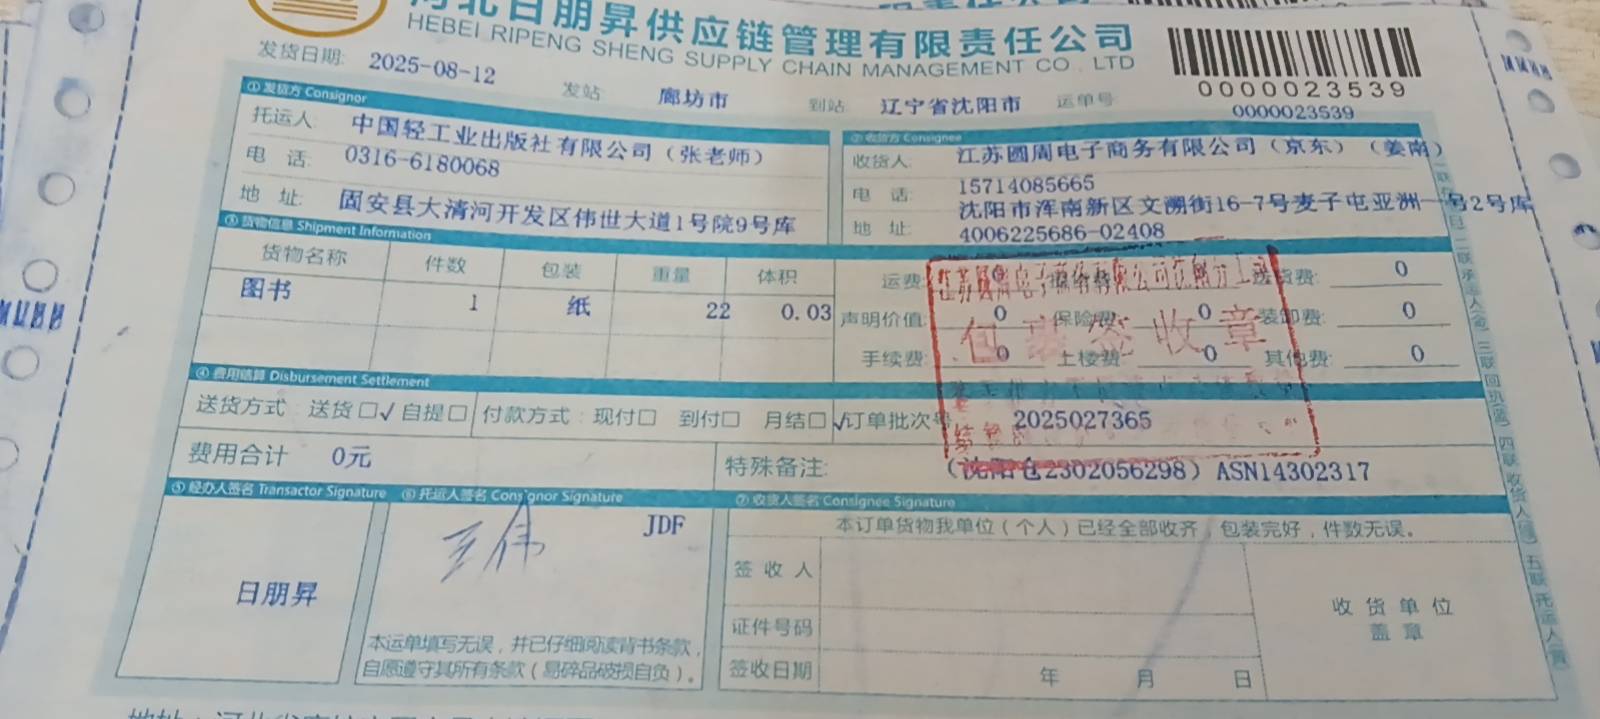 河北日朋昇供应链管理有限责任公司
HEBEI RIPENG SHENG SUPPLY CHAIN MANAGEMENT CO . LTD
0000023539
发货日期: 2025-08-12 发站 廊坊市 到站 辽宁省沈阳市 运单号 0000023539
①发货方 Consignor
②收货方 Consignee
托运人 中国轻工业出版社有限公司（张老师）
收货人: 江苏圆周电子商务有限公司（京东）（姜南）
电 话: 0316-6180068
电 话: 15714085665
地 址: 固安县大清河开发区伟世大道1号院9号库
地 址: 沈阳市浑南新区文溯街16-7号麦子屯亚洲一号2号库
4006225686-02408
③货物信息 Shipment Information
货物名称 件数 包装 重量 体积
图书 1 纸 22 0.03
运费: 0 送货费: 0
声明价值: 0 保险费: 0 装卸费: 0
手续费: 0 上楼费: 0 其他费: 0
包装签收章
④费用结算 Disbursement Settlement
送货方式: 送货□√自提□ 付款方式: 现付□ 到付□ 月结□√订单批次号 2025027365
费用合计 0元 特殊备注: （沈阳仓2302056298）ASN14302317
⑤经办人签名 Transactor Signature
⑥托运人签名 Consignor Signature
⑦收货人签名 Consignee Signature
日朋昇
王伟 JDF
本运单填写无误，并已仔细阅读背书条款，
自愿遵守其所有条款（易碎品破损自负）。
本订单货物我单位（个人）已经全部收齐，包装完好，件数无误。
签收人
证件号码
签收日期 年 月 日
收货单位
盖章